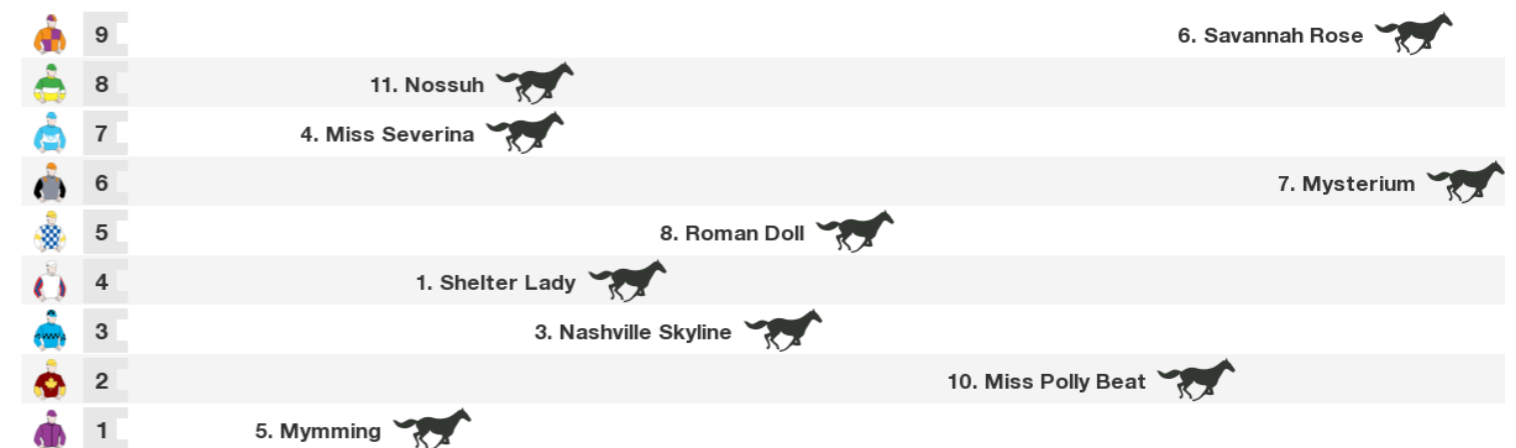 9 6. Savannah Rose
8 11. Nossuh
7 4. Miss Severina
6 7. Mysterium
5 8. Roman Doll
4 1. Shelter Lady
3 3. Nashville Skyline
2 10. Miss Polly Beat
1 5. Mymming